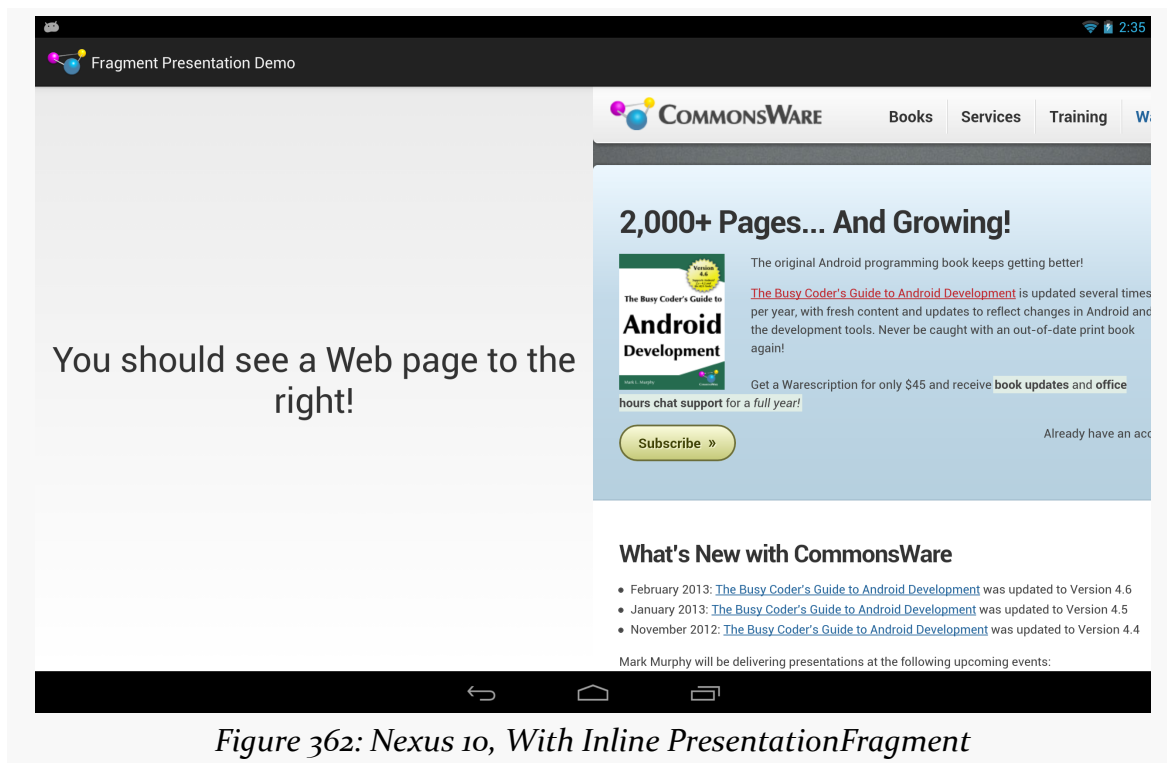 2:35
Fragment Presentation Demo
You should see a Web page to the
right!
COMMONSWARE
Books Services Training Wa
2,000+ Pages... And Growing!
Version
4.6
The Busy Coder's Guide to
Android
Development
Mark L. Murphy
The original Android programming book keeps getting better!
The Busy Coder's Guide to Android Development is updated several times
per year, with fresh content and updates to reflect changes in Android and
the development tools. Never be caught with an out-of-date print book
again!
Get a Warescription for only $45 and receive book updates and office
hours chat support for a full year!
Subscribe »
Already have an acc
What's New with CommonsWare
• February 2013: The Busy Coder's Guide to Android Development was updated to Version 4.6
• January 2013: The Busy Coder's Guide to Android Development was updated to Version 4.5
• November 2012: The Busy Coder's Guide to Android Development was updated to Version 4.4
Mark Murphy will be delivering presentations at the following upcoming events:
Figure 362: Nexus 10, With Inline PresentationFragment